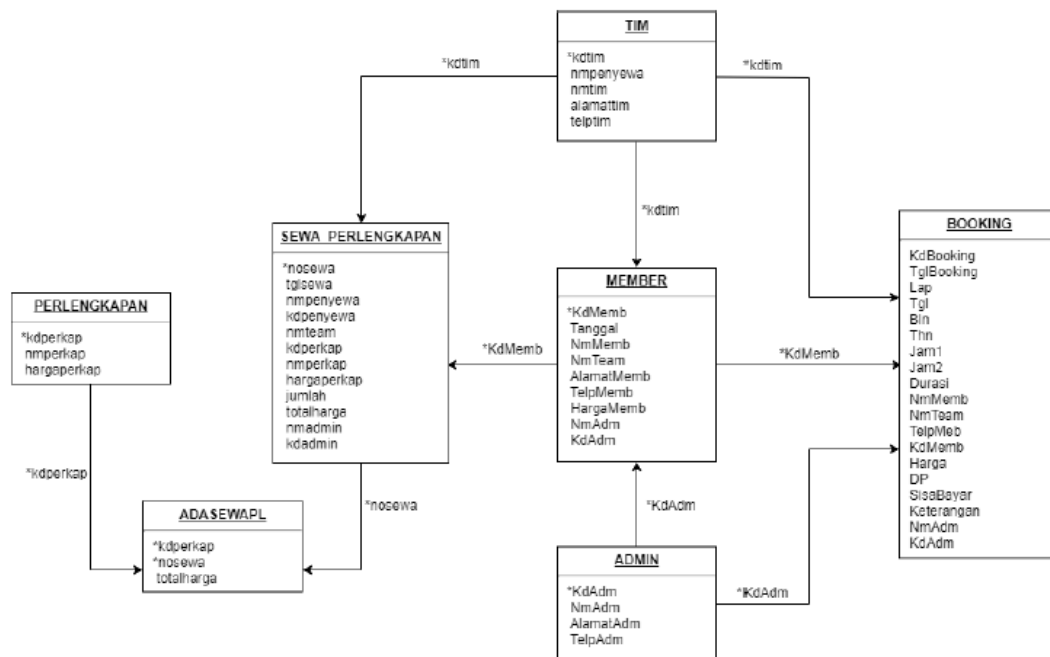 TIM
*kdtim
nmpenyewa
nmtim
alamattim
telptim
*kdtim
*kdtim
*kdtim
SEWA PERLENGKAPAN
*nosewa
tglsewa
nmpenyewa
kdpenyewa
nmteam
kdperkap
nmperkap
hargaperkap
jumlah
totalharga
nmadmin
kdadmin
PERLENGKAPAN
*kdperkap
nmperkap
hargaperkap
MEMBER
*KdMemb
Tanggal
NmMemb
NmTeam
AlamatMemb
TelpMemb
HargaMemb
NmAdm
KdAdm
BOOKING
KdBooking
TglBooking
Lap
Tgl
Bln
Thn
Jam1
Jam2
Durasi
NmMemb
NmTeam
TelpMeb
KdMemb
Harga
DP
SisaBayar
Keterangan
NmAdm
KdAdm
*KdMemb
*KdMemb
*kdperkap
*nosewa
*KdAdm
ADASEWAPL
*kdperkap
*nosewa
totalharga
ADMIN
*KdAdm
NmAdm
AlamatAdm
TelpAdm
*KdAdm